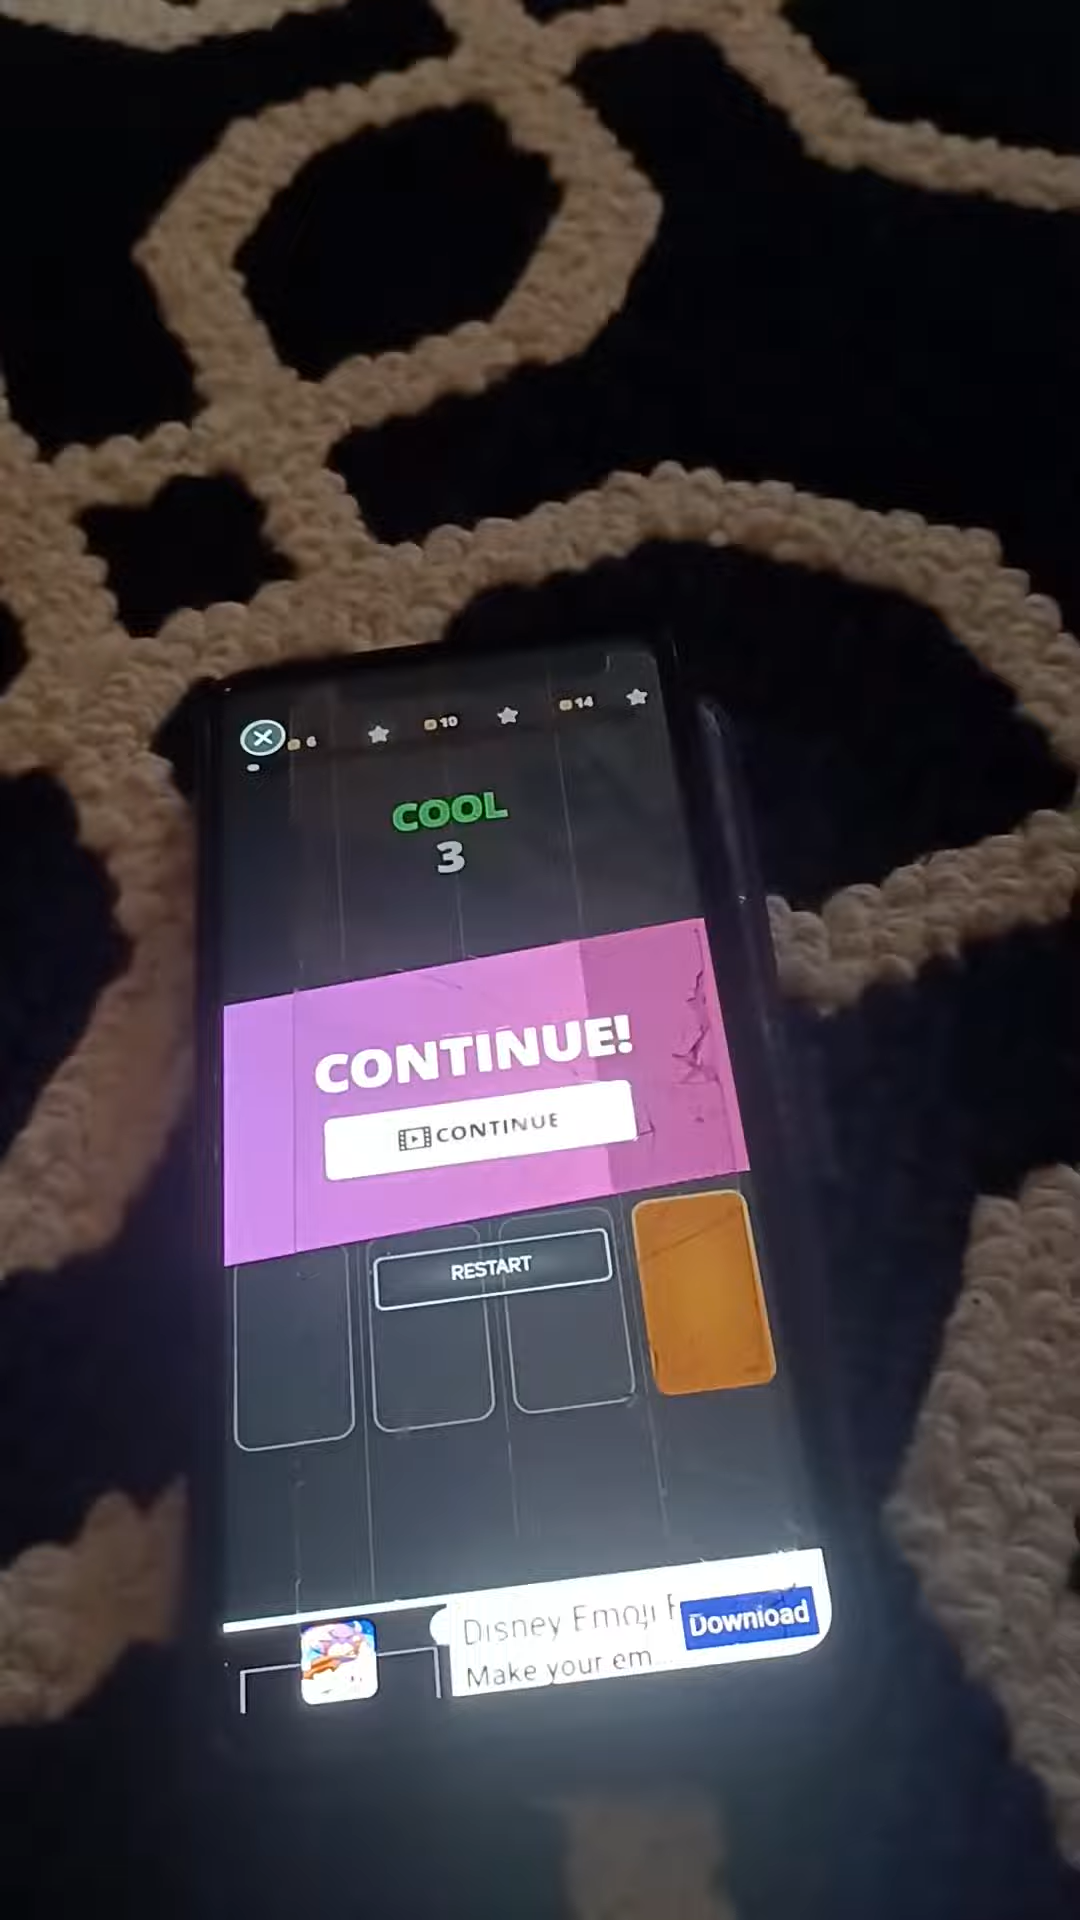 6 10 14
COOL
3
CONTINUE!
CONTINUE
RESTART
Disney Emoji
Download
Make your em...